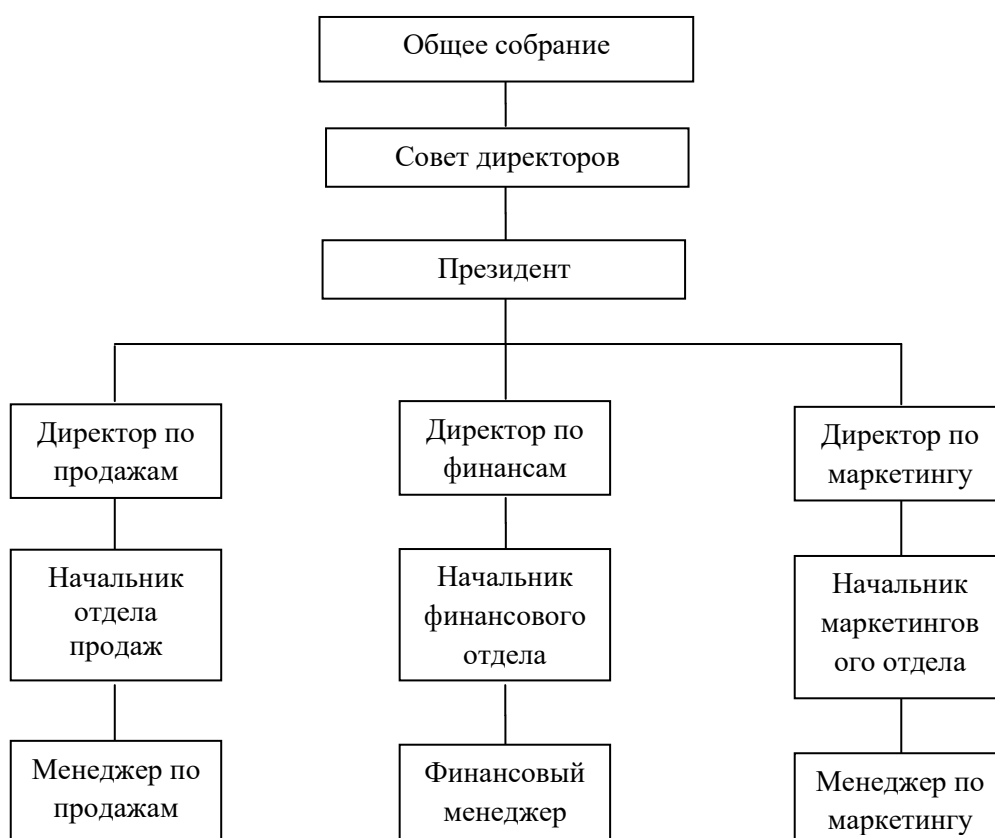 Общее собрание
Совет директоров
Президент
Директор по
продажам
Директор по
финансам
Директор по
маркетингу
Начальник
отдела
продаж
Начальник
финансового
отдела
Начальник
маркетингов
ого отдела
Менеджер по
продажам
Финансовый
менеджер
Менеджер по
маркетингу